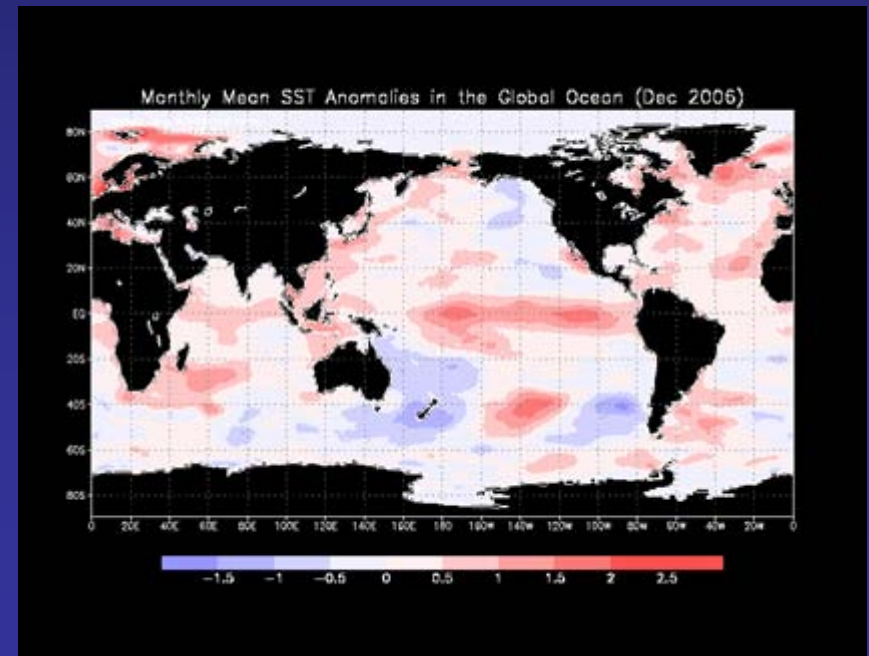 Monthly Mean SST Anomalies in the Global Ocean (Dec 2006)
80N
60N
40N
20N
EQ
20S
40S
60S
80S
0 20E 40E 60E 80E 100E 120E 140E 160E 180 160W 140W 120W 100W 80W 60W 40W 20W 0
-1.5 -1 -0.5 0 0.5 1 1.5 2 2.5